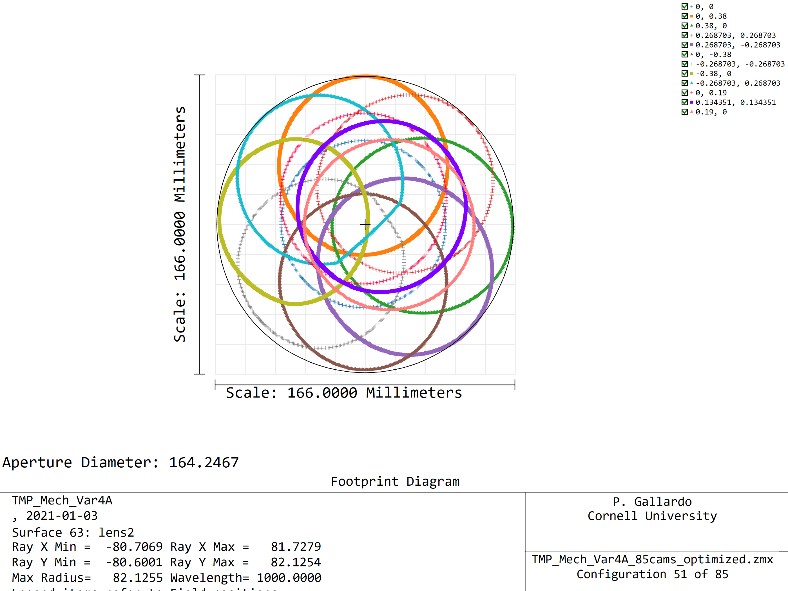 0, 0
0, 0.38
0.38, 0
0.268703, 0.268703
0.268703, -0.268703
0, -0.38
-0.268703, -0.268703
-0.38, 0
-0.268703, 0.268703
0, 0.19
0.134351, 0.134351
0.19, 0
Scale: 166.0000 Millimeters
Scale: 166.0000 Millimeters
Aperture Diameter: 164.2467
Footprint Diagram
TMP_Mech_Var4A
, 2021-01-03
Surface 63: lens2
Ray X Min = -80.7069 Ray X Max = 81.7279
Ray Y Min = -80.6001 Ray Y Max = 82.1254
Max Radius= 82.1255 Wavelength= 1000.0000
P. Gallardo
Cornell University
TMP_Mech_Var4A_85cams_optimized.zmx
Configuration 51 of 85